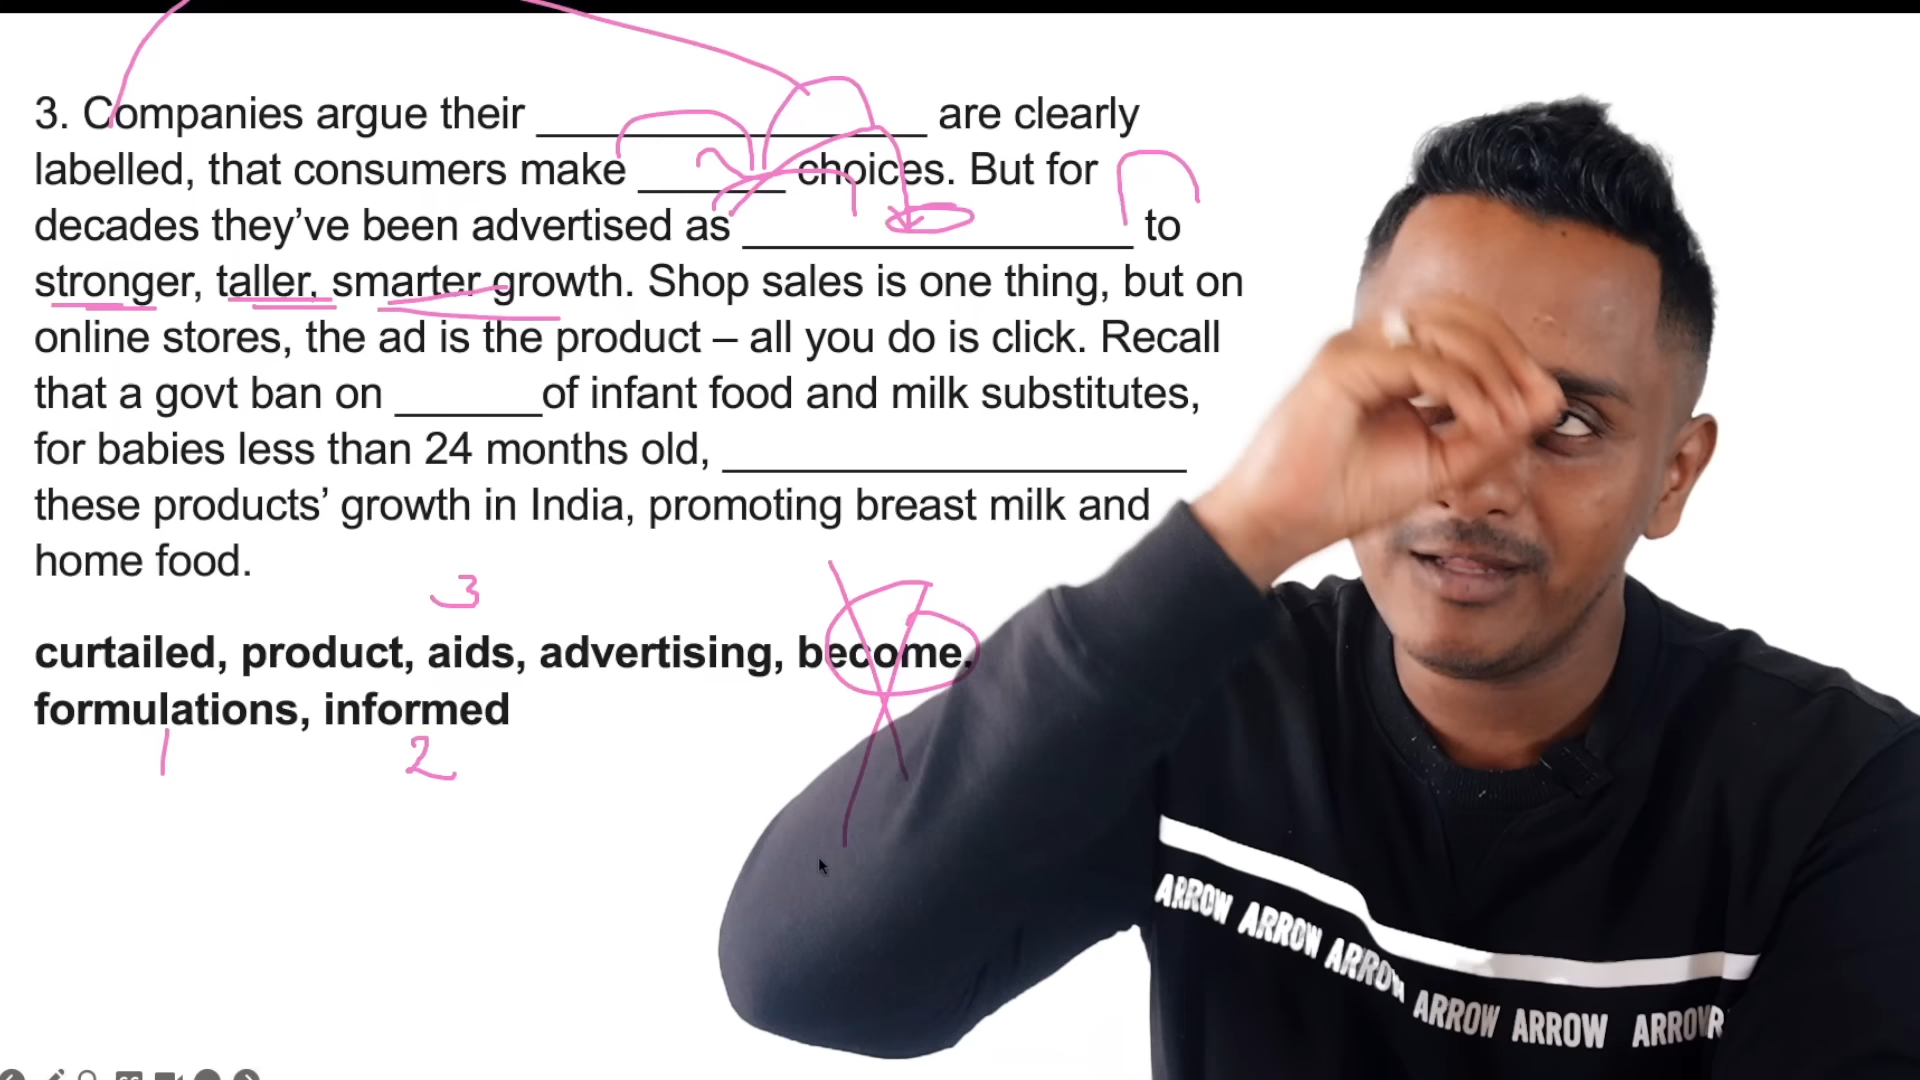 3. Companies argue their ________________ are clearly
labelled, that consumers make ______ choices. But for
decades they’ve been advertised as ________________ to
stronger, taller, smarter growth. Shop sales is one thing, but on
online stores, the ad is the product – all you do is click. Recall
that a govt ban on ______of infant food and milk substitutes,
for babies less than 24 months old, ___________________
these products’ growth in India, promoting breast milk and
home food.
3
curtailed, product, aids, advertising, become,
formulations, informed
1 2
ARROW ARROW ARROW ARROW ARROW ARROW